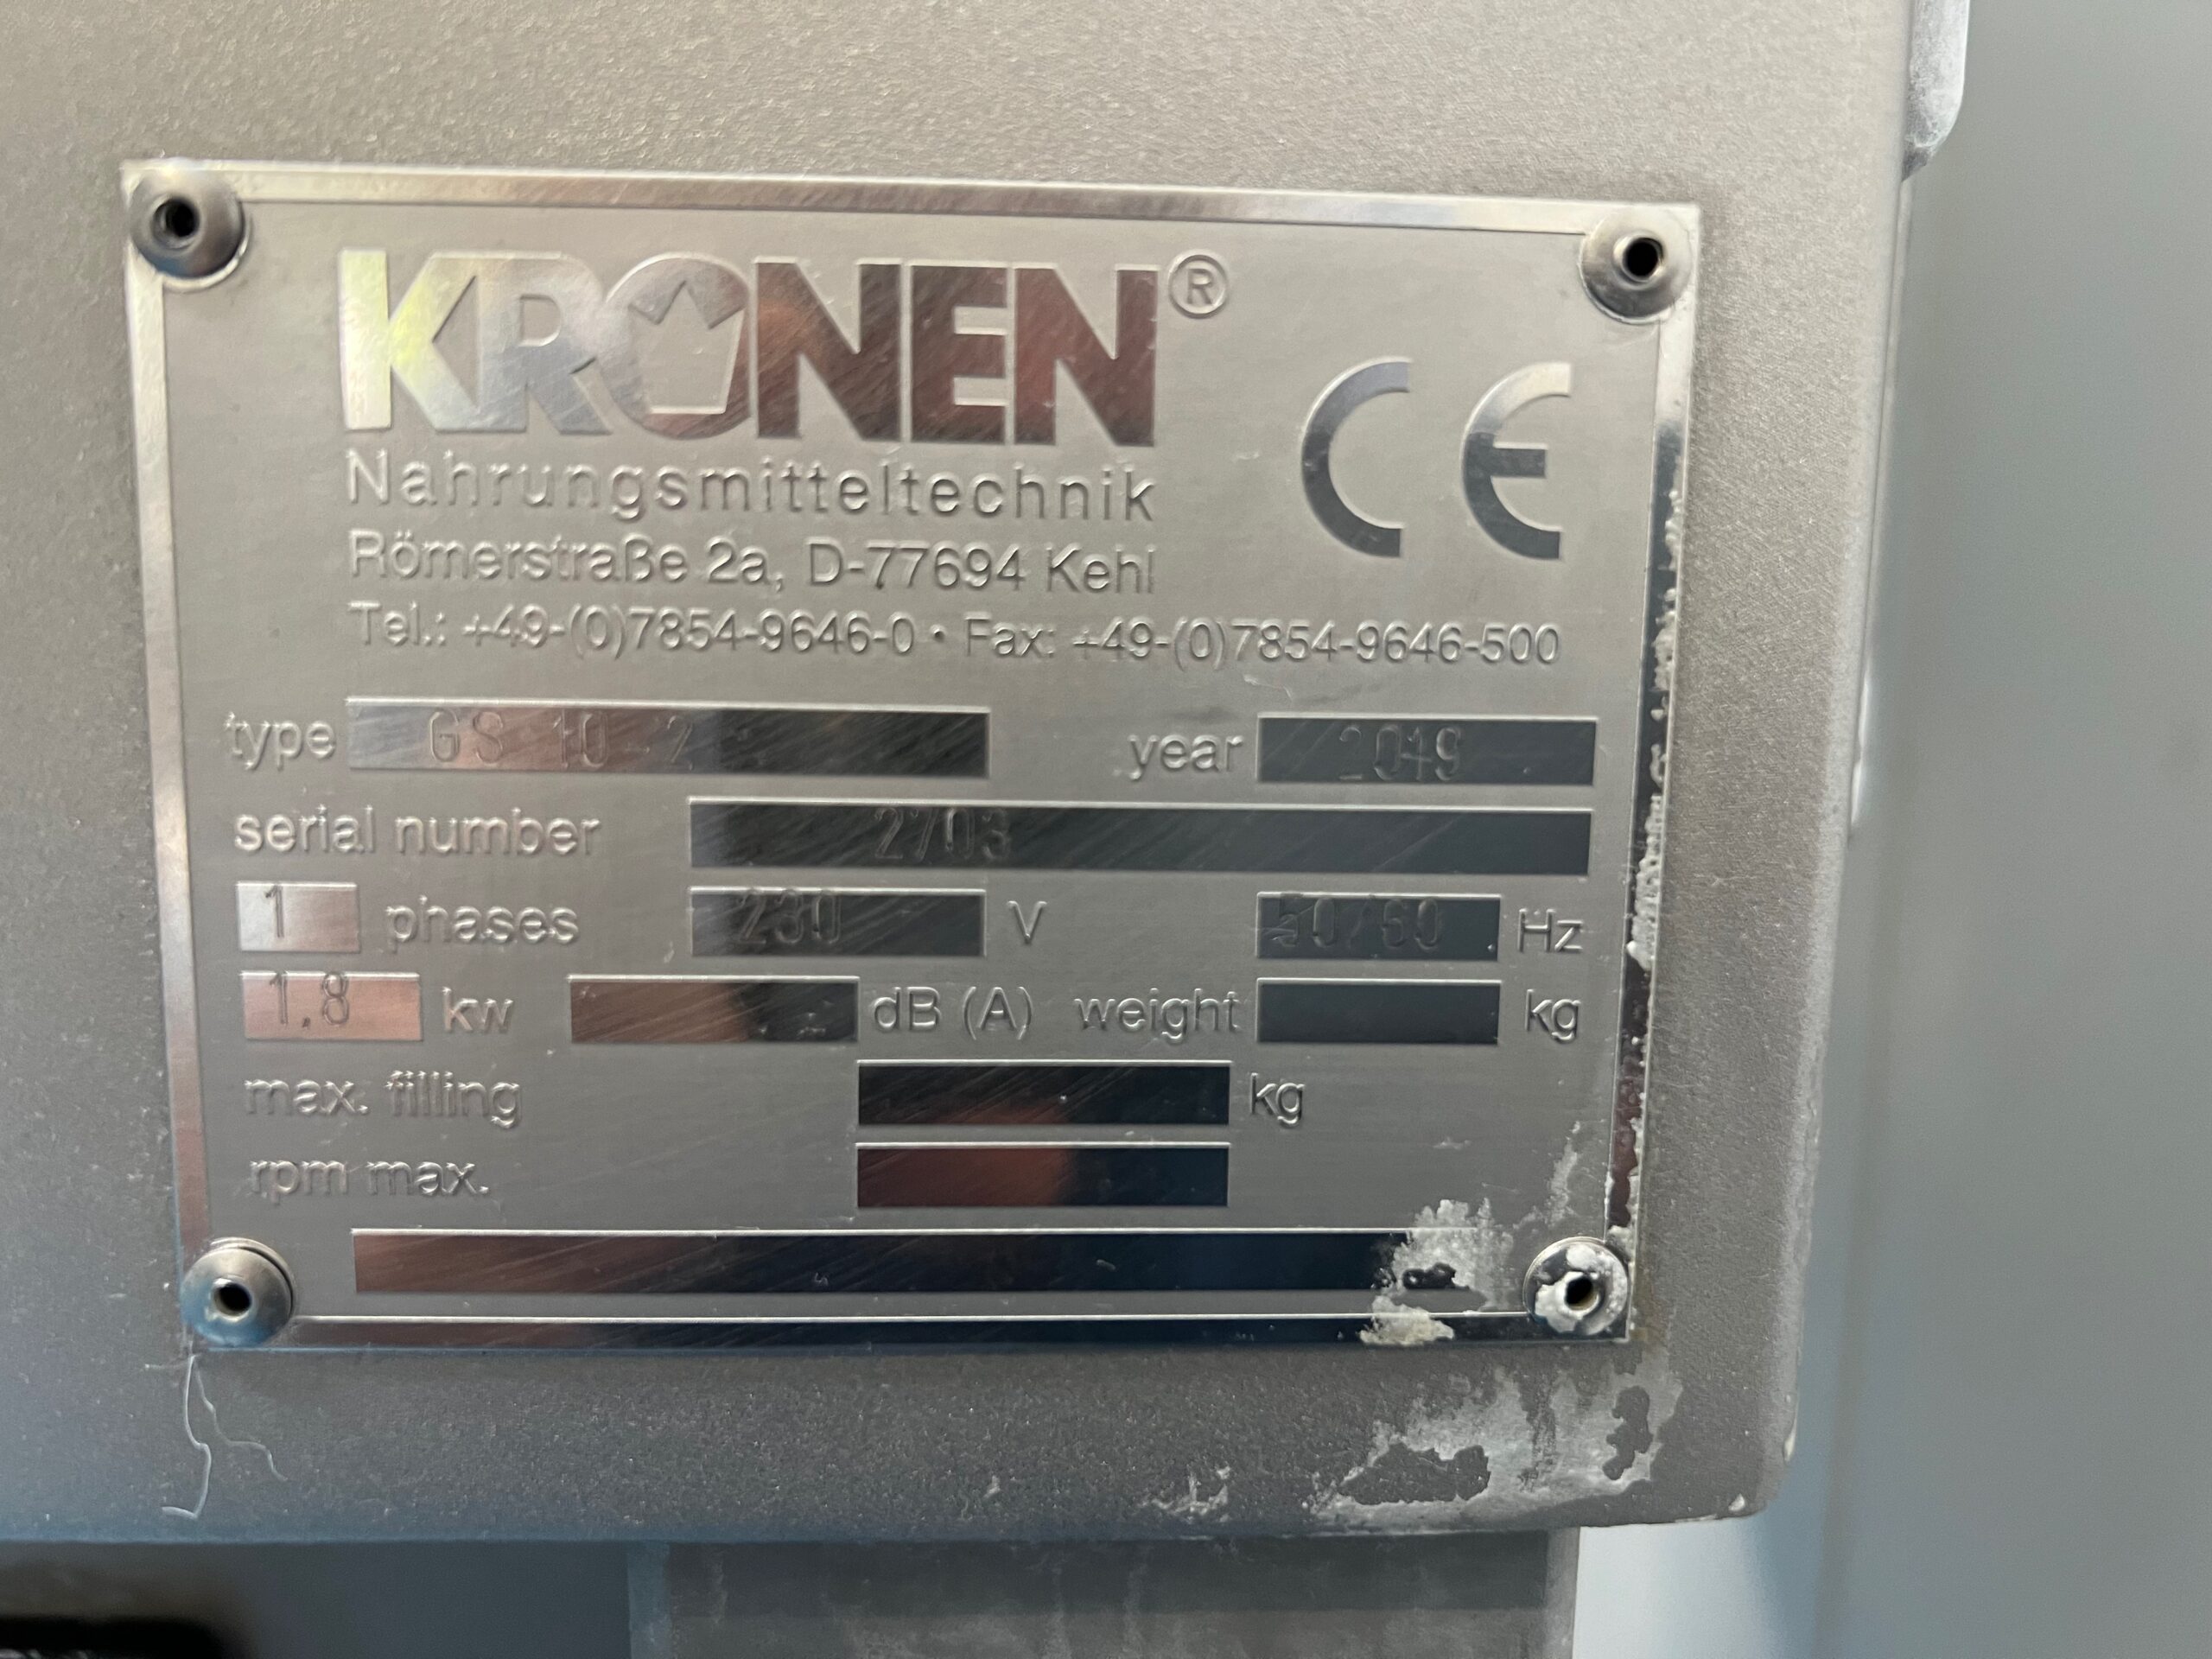 KRONEN®
CE
Nahrungsmitteltechnik
Römerstraße 2a, D-77694 Kehl
Tel.: +49-(0)7854-9646-0 • Fax: +49-(0)7854-9646-500
type GS 10-2 year 2019
serial number 2703
1 phases 230 V 50/60 Hz
1,8 kw dB (A) weight kg
max. filling kg
rpm max.